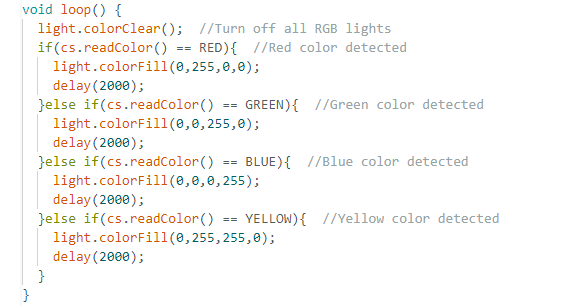 void loop() {
  light.colorClear();  //Turn off all RGB lights
  if(cs.readColor() == RED){  //Red color detected
    light.colorFill(0,255,0,0);
    delay(2000);
  }else if(cs.readColor() == GREEN){  //Green color detected
    light.colorFill(0,0,255,0);
    delay(2000);
  }else if(cs.readColor() == BLUE){  //Blue color detected
    light.colorFill(0,0,0,255);
    delay(2000);
  }else if(cs.readColor() == YELLOW){  //Yellow color detected
    light.colorFill(0,255,255,0);
    delay(2000);
  }
}